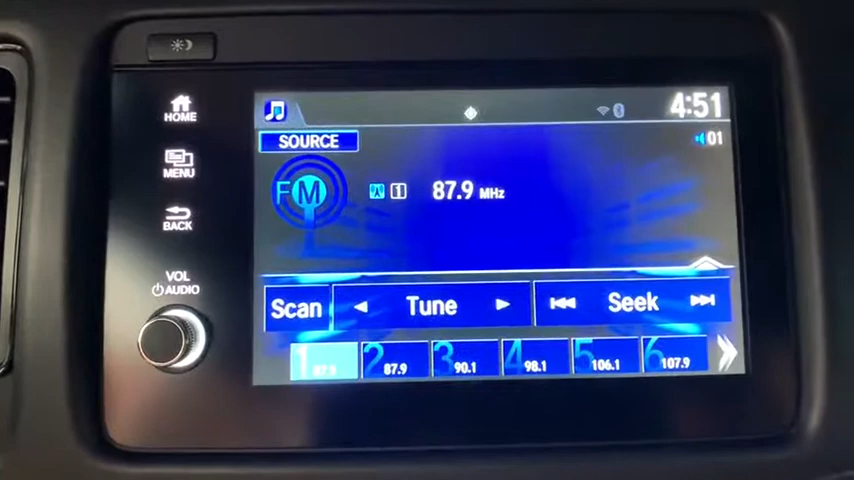 HOME
MENU
BACK
VOL
AUDIO
4:51
SOURCE
01
FM
1
87.9 MHz
Scan
Tune
Seek
1 87.9
2 87.9
3 90.1
4 98.1
5 106.1
6 107.9